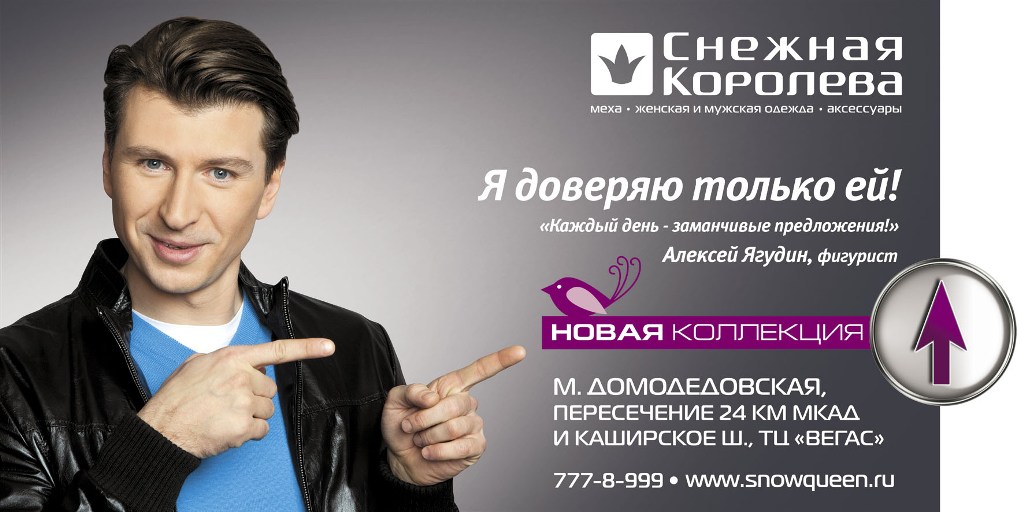 Снежная
Королева
меха • женская и мужская одежда • аксессуары
Я доверяю только ей!
«Каждый день - заманчивые предложения!»
Алексей Ягудин, фигурист
НОВАЯ КОЛЛЕКЦИЯ
М. ДОМОДЕДОВСКАЯ,
ПЕРЕСЕЧЕНИЕ 24 КМ МКАД
И КАШИРСКОЕ Ш., ТЦ «ВЕГАС»
777-8-999 • www.snowqueen.ru